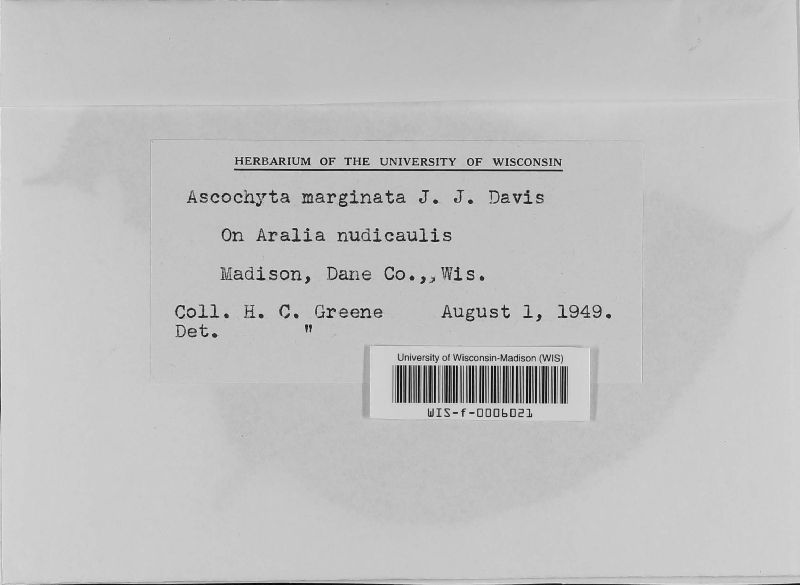 HERBARIUM OF THE UNIVERSITY OF WISCONSIN
Ascochyta marginata J. J. Davis
On Aralia nudicaulis
Madison, Dane Co.,, Wis.
Coll. H. C. Greene August 1, 1949.
Det. "
University of Wisconsin-Madison (WIS)
WIS-f-0006021